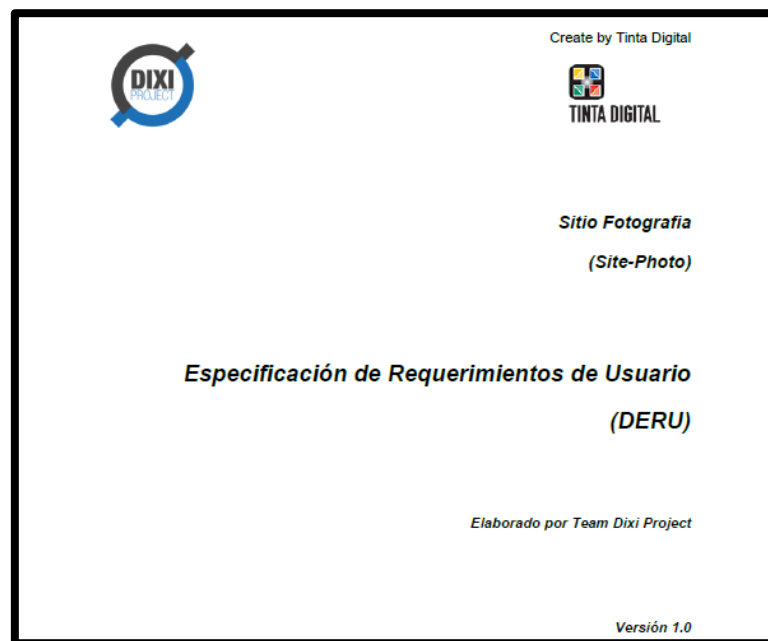 Create by Tinta Digital
DIXI
PROJECT
TINTA DIGITAL
Sitio Fotografia
(Site-Photo)
Especificación de Requerimientos de Usuario
(DERU)
Elaborado por Team Dixi Project
Versión 1.0